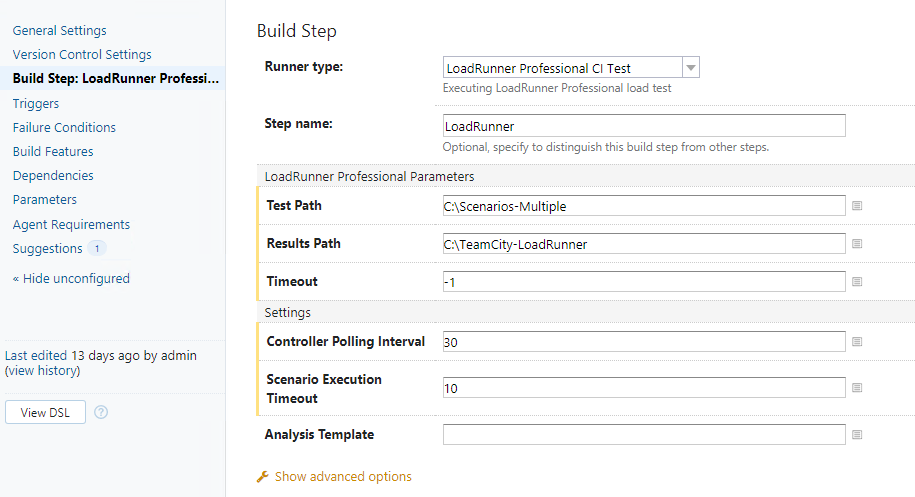 General Settings
Version Control Settings
Build Step: LoadRunner Professi...
Triggers
Failure Conditions
Build Features
Dependencies
Parameters
Agent Requirements
Suggestions 1
« Hide unconfigured
Last edited 13 days ago by admin
(view history)
View DSL ?
Build Step
Runner type: LoadRunner Professional CI Test
Executing LoadRunner Professional load test
Step name: LoadRunner
Optional, specify to distinguish this build step from other steps.
LoadRunner Professional Parameters
Test Path C:\Scenarios-Multiple
Results Path C:\TeamCity-LoadRunner
Timeout -1
Settings
Controller Polling Interval 30
Scenario Execution
Timeout 10
Analysis Template
Show advanced options